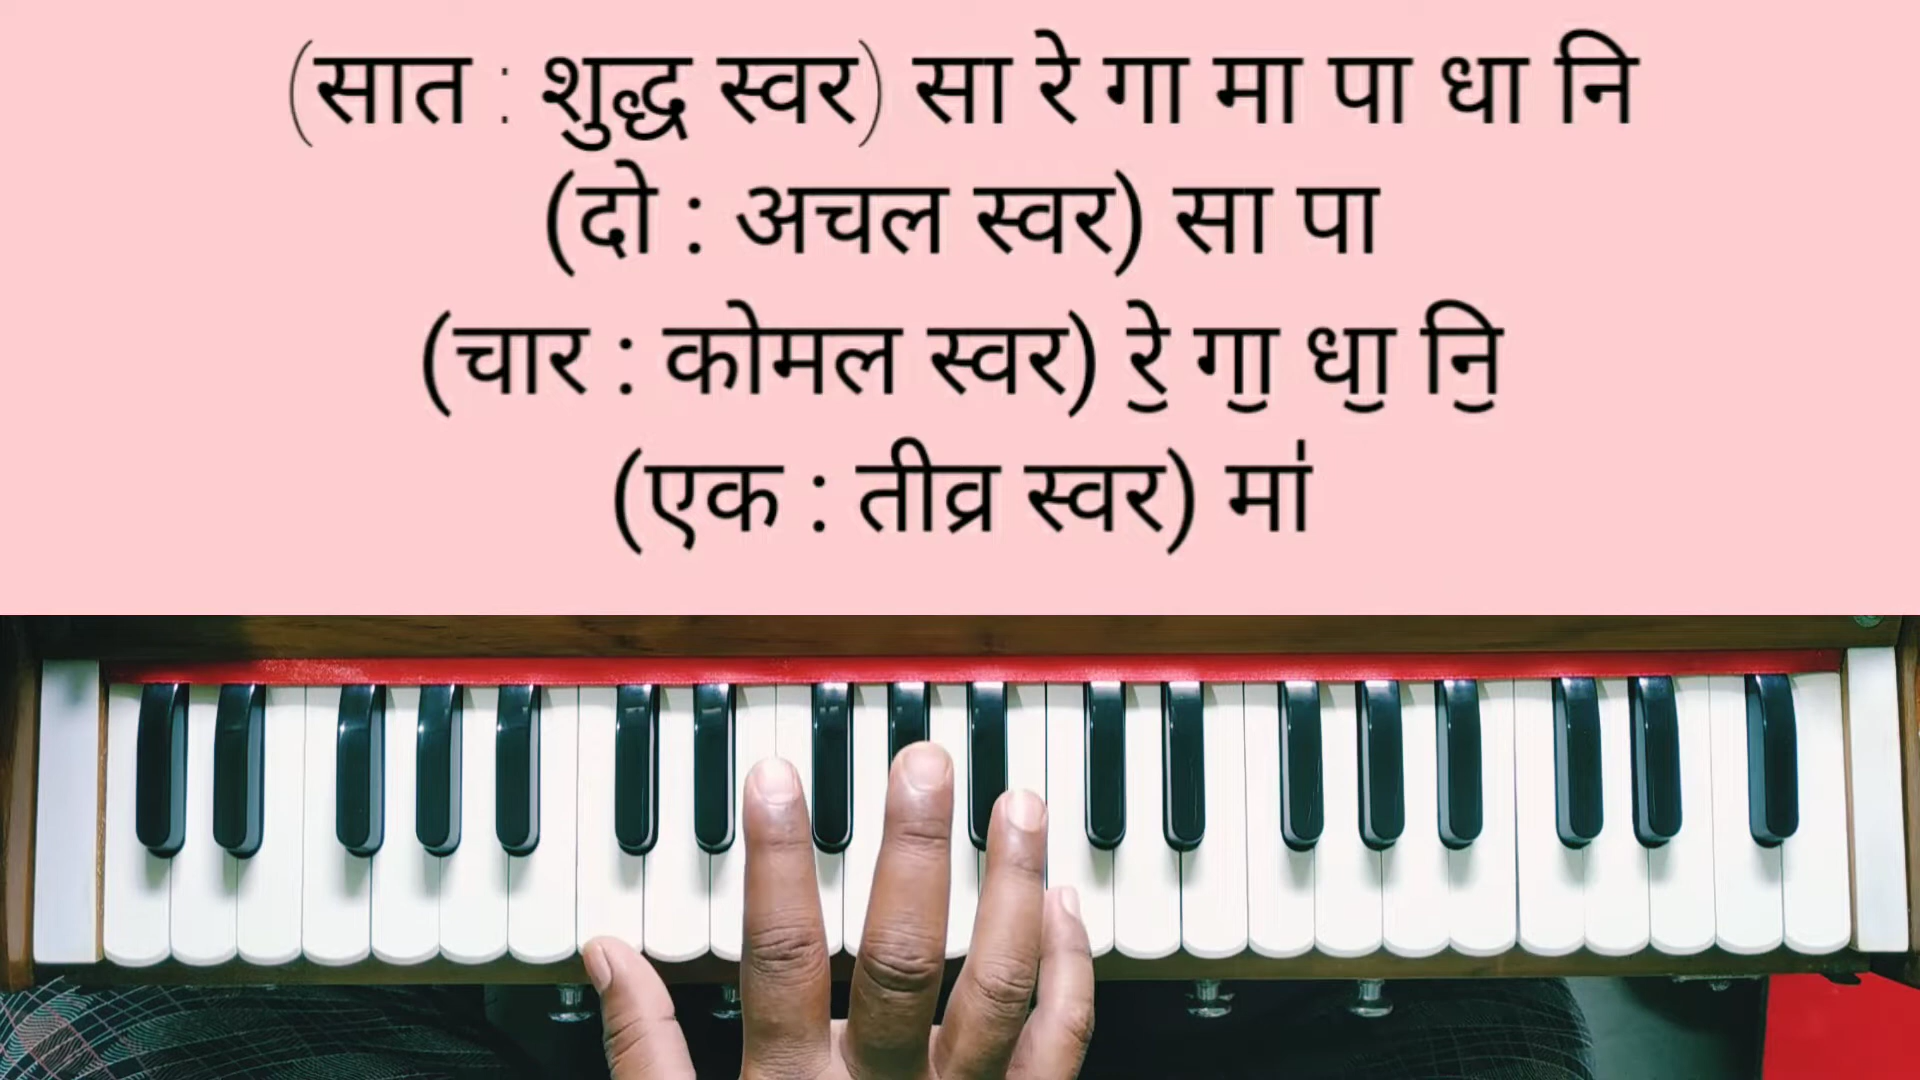 (सात : शुद्ध स्वर) सा रे गा मा पा धा नि
(दो : अचल स्वर) सा पा
(चार : कोमल स्वर) रे॒ गा॒ धा॒ नि॒
(एक : तीव्र स्वर) मा॑